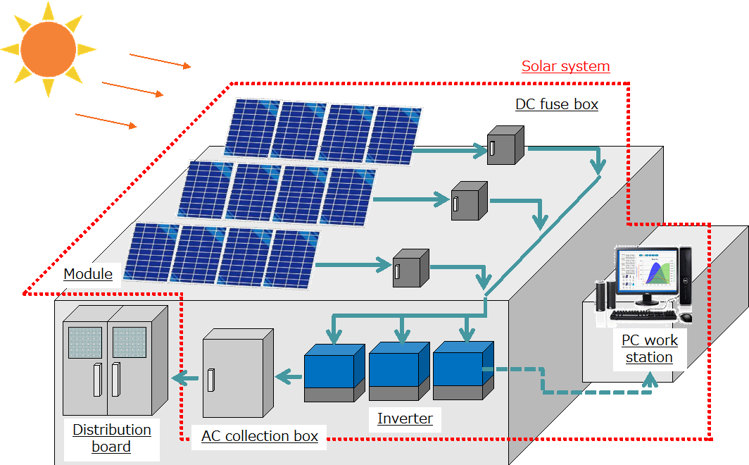 Solar system
DC fuse box
Module
PC work
station
Inverter
AC collection box
Distribution
board